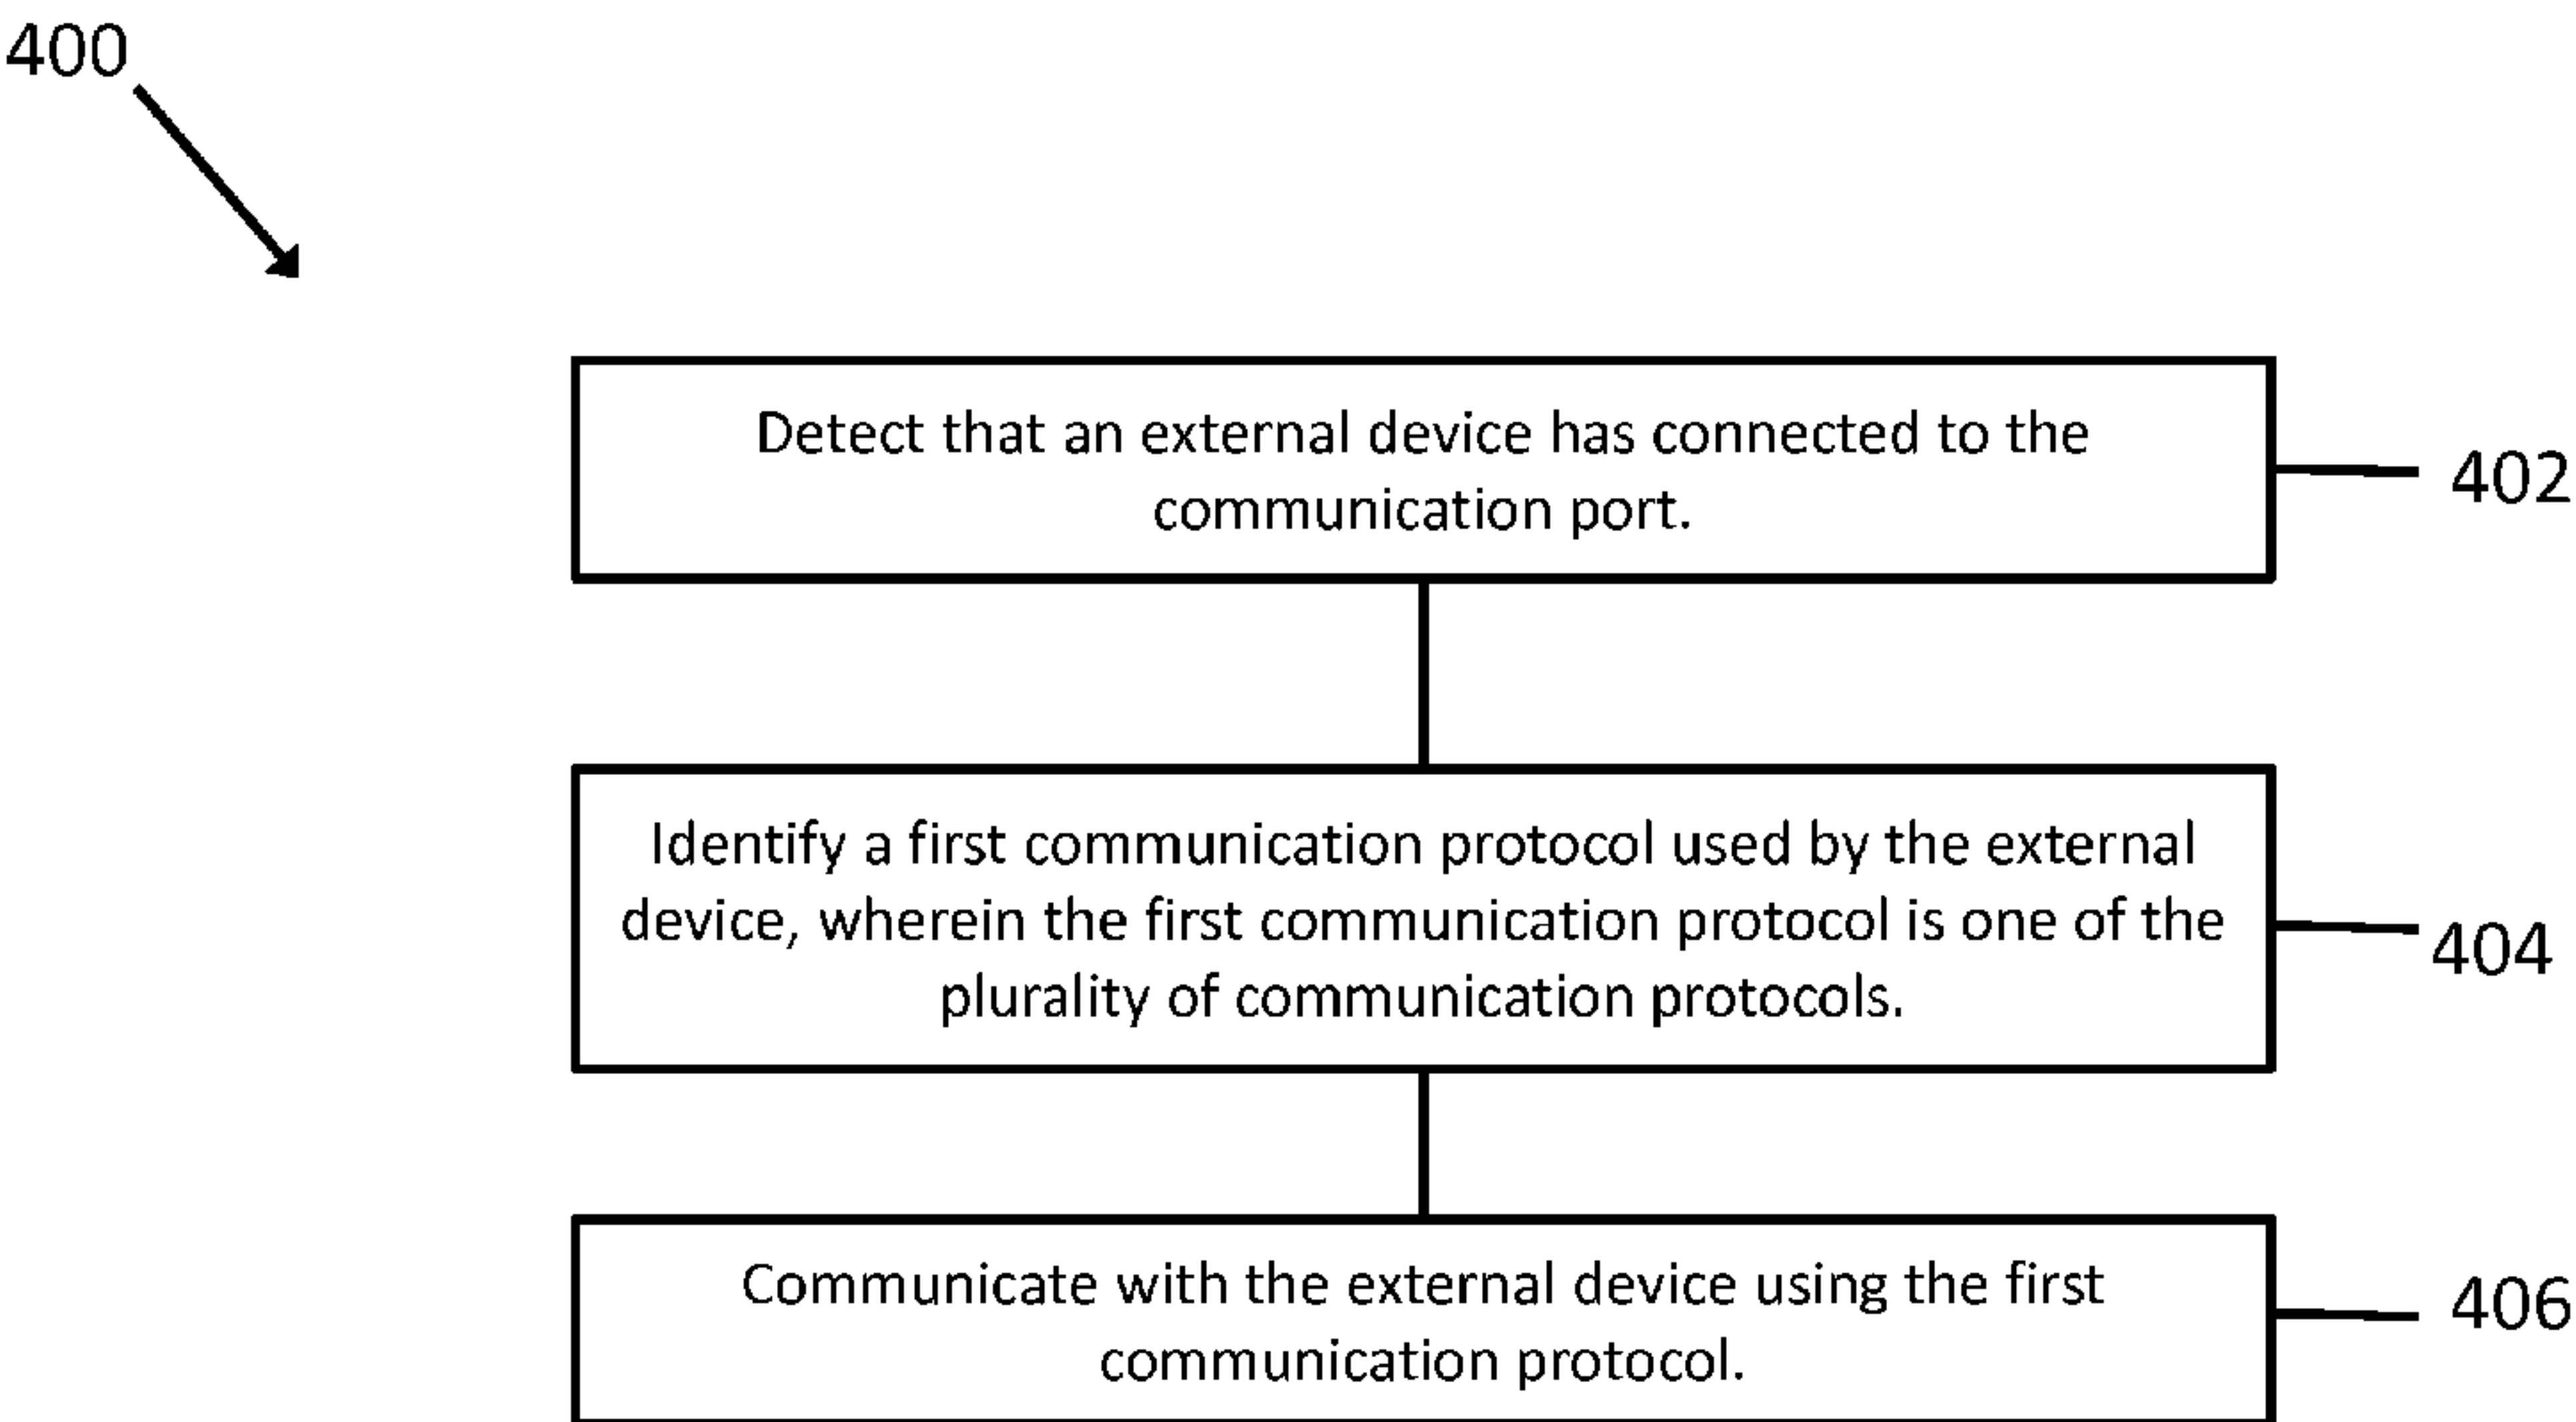 400
Detect that an external device has connected to the
communication port.
402
Identify a first communication protocol used by the external
device, wherein the first communication protocol is one of the
plurality of communication protocols.
404
Communicate with the external device using the first
communication protocol.
406